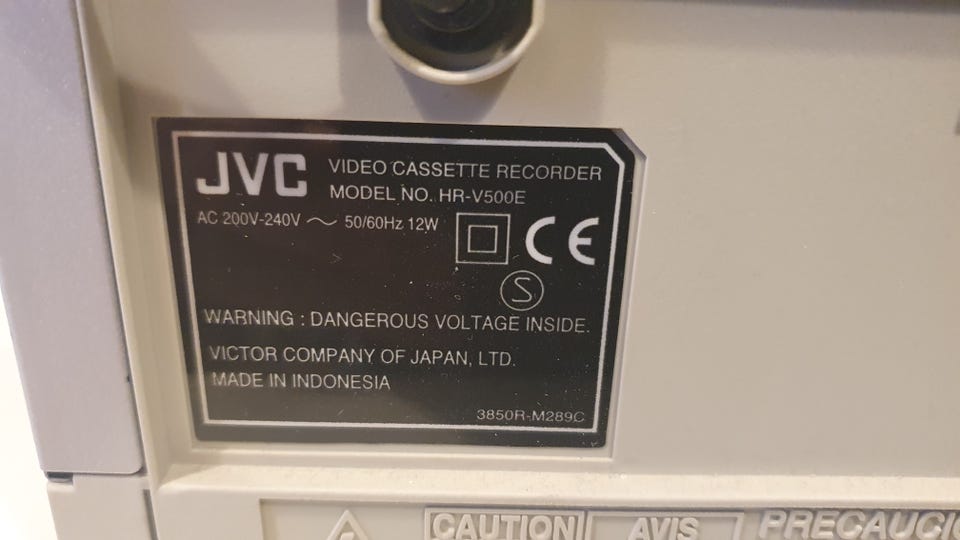 JVC VIDEO CASSETTE RECORDER
MODEL NO. HR-V500E
AC 200V-240V ~ 50/60Hz 12W
CE
S
WARNING : DANGEROUS VOLTAGE INSIDE.
VICTOR COMPANY OF JAPAN, LTD.
MADE IN INDONESIA
3850R-M289C
CAUTION AVIS